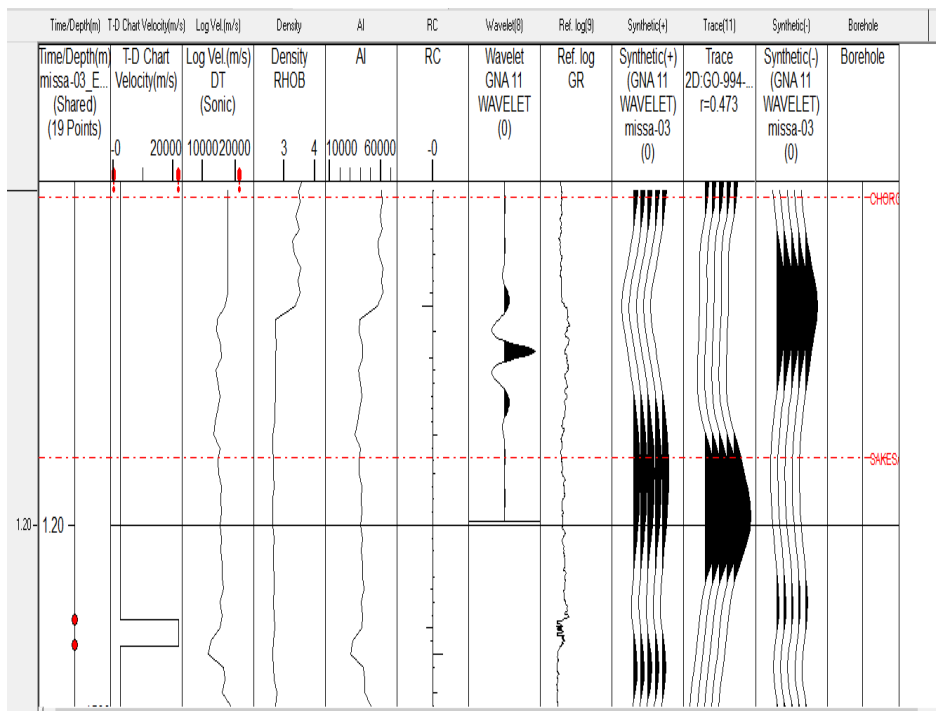 Time/Depth(m) T-D Chart Velocity(m/s) Log Vel.(m/s) Density AI RC Wavelet(8) Ref. log(9) Synthetic(+) Trace(11) Synthetic(-) Borehole
Time/Depth(m) T-D Chart Log Vel.(m/s) Density AI RC Wavelet Ref. log Synthetic(+) Trace Synthetic(-) Borehole
missa-03_E... Velocity(m/s) DT RHOB GNA 11 GR (GNA 11 2D:GO-994-... (GNA 11
(Shared) (Sonic) WAVELET WAVELET) r=0.473 WAVELET)
(19 Points) (0) missa-03 missa-03
(0) (0)
-0 20000 10000 20000 3 4 10000 60000 -0
CHORG
SAKESA
1.20 1.20